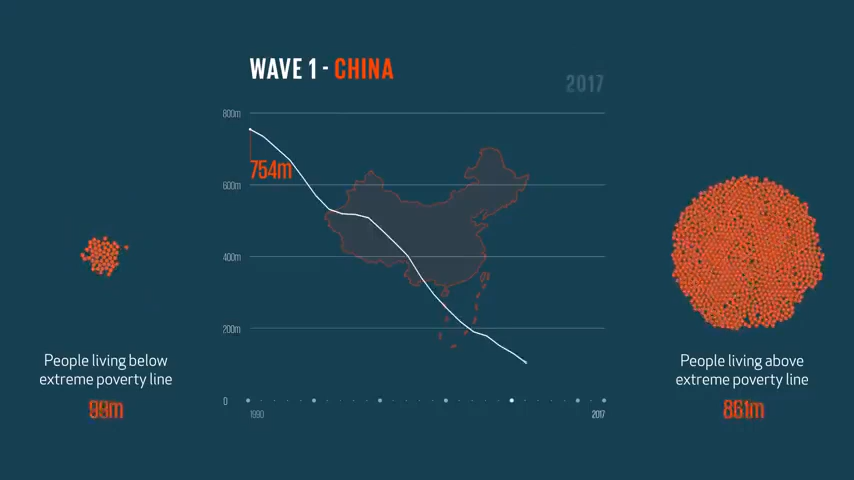 WAVE 1 - CHINA
2017
800m
754m
600m
400m
200m
0
1990
2017
People living below
extreme poverty line
People living above
extreme poverty line